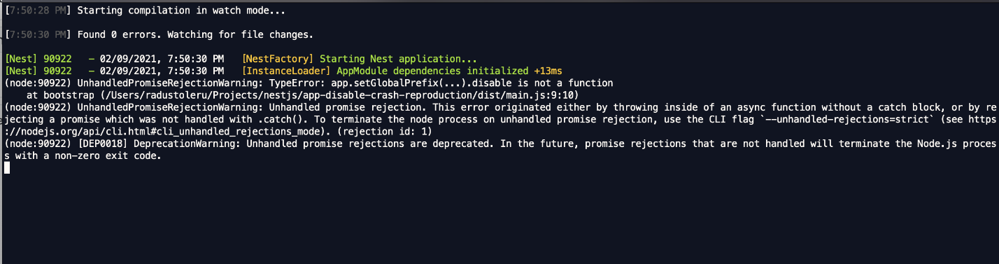 [7:50:28 PM] Starting compilation in watch mode...
[7:50:30 PM] Found 0 errors. Watching for file changes.
[Nest] 90922   - 02/09/2021, 7:50:30 PM   [NestFactory] Starting Nest application...
[Nest] 90922   - 02/09/2021, 7:50:30 PM   [InstanceLoader] AppModule dependencies initialized +13ms
(node:90922) UnhandledPromiseRejectionWarning: TypeError: app.setGlobalPrefix(...).disable is not a function
    at bootstrap (/Users/radustoleru/Projects/nestjs/app-disable-crash-reproduction/dist/main.js:9:10)
(node:90922) UnhandledPromiseRejectionWarning: Unhandled promise rejection. This error originated either by throwing inside of an async function without a catch block, or by re
jecting a promise which was not handled with .catch(). To terminate the node process on unhandled promise rejection, use the CLI flag `--unhandled-rejections=strict` (see https
://nodejs.org/api/cli.html#cli_unhandled_rejections_mode). (rejection id: 1)
(node:90922) [DEP0018] DeprecationWarning: Unhandled promise rejections are deprecated. In the future, promise rejections that are not handled will terminate the Node.js proces
s with a non-zero exit code.